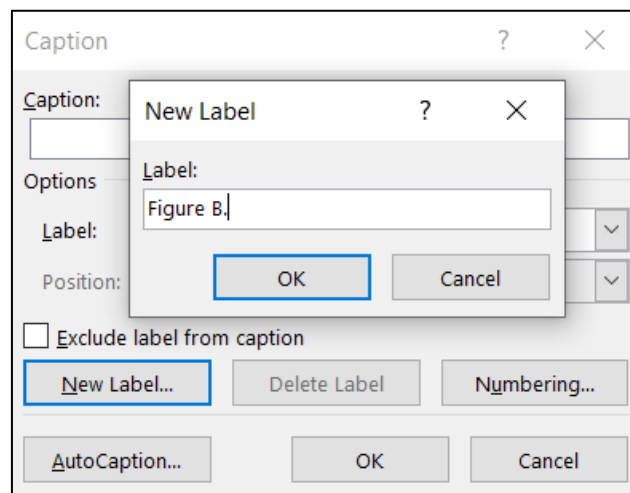 Caption ?
Caption:
New Label ?
Label:
Figure B.
OK Cancel
Options
Label:
Position:
Exclude label from caption
New Label... Delete Label Numbering...
AutoCaption... OK Cancel